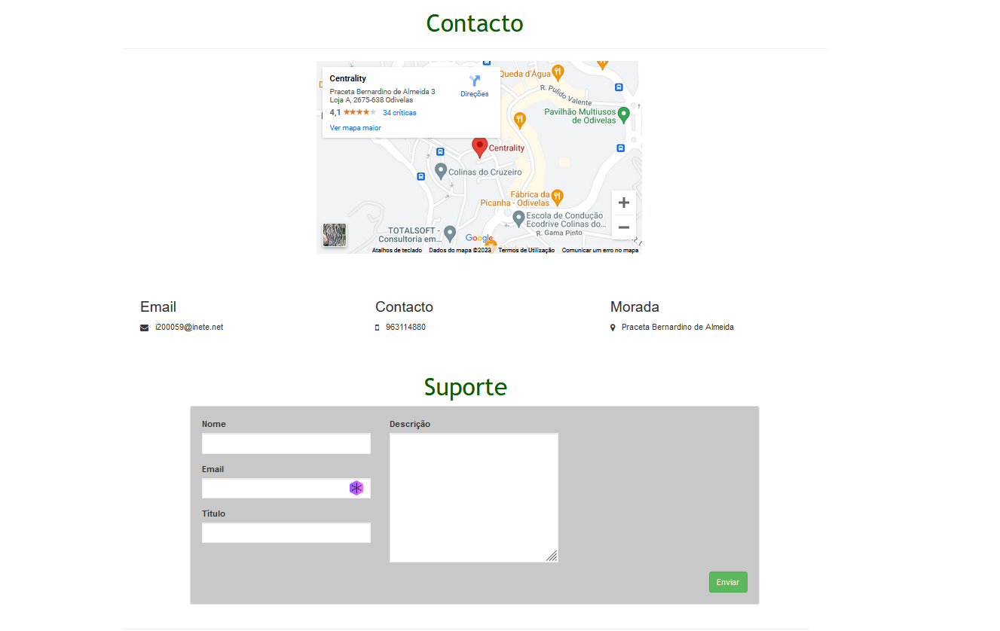 Contacto
Centrality
Praceta Bernardino de Almeida 3
Loja A, 2675-638 Odivelas
4,1
34 críticas
Ver mapa maior
Direções
Queda d'Água
R. Pulido Valente
Pavilhão Multiusos
de Odivelas
Centrality
Colinas do Cruzeiro
Fábrica da
Picanha - Odivelas
Escola de Condução
Ecodrive Colinas do...
R. Gama Pinto
TOTALSOFT -
Consultoria em...
Google
Atalhos de teclado
Dados do mapa ©2023
Termos de Utilização
Comunicar um erro no mapa
Email
i200059@inete.net
Contacto
963114880
Morada
Praceta Bernardino de Almeida
Suporte
Nome
Email
Título
Descrição
Enviar